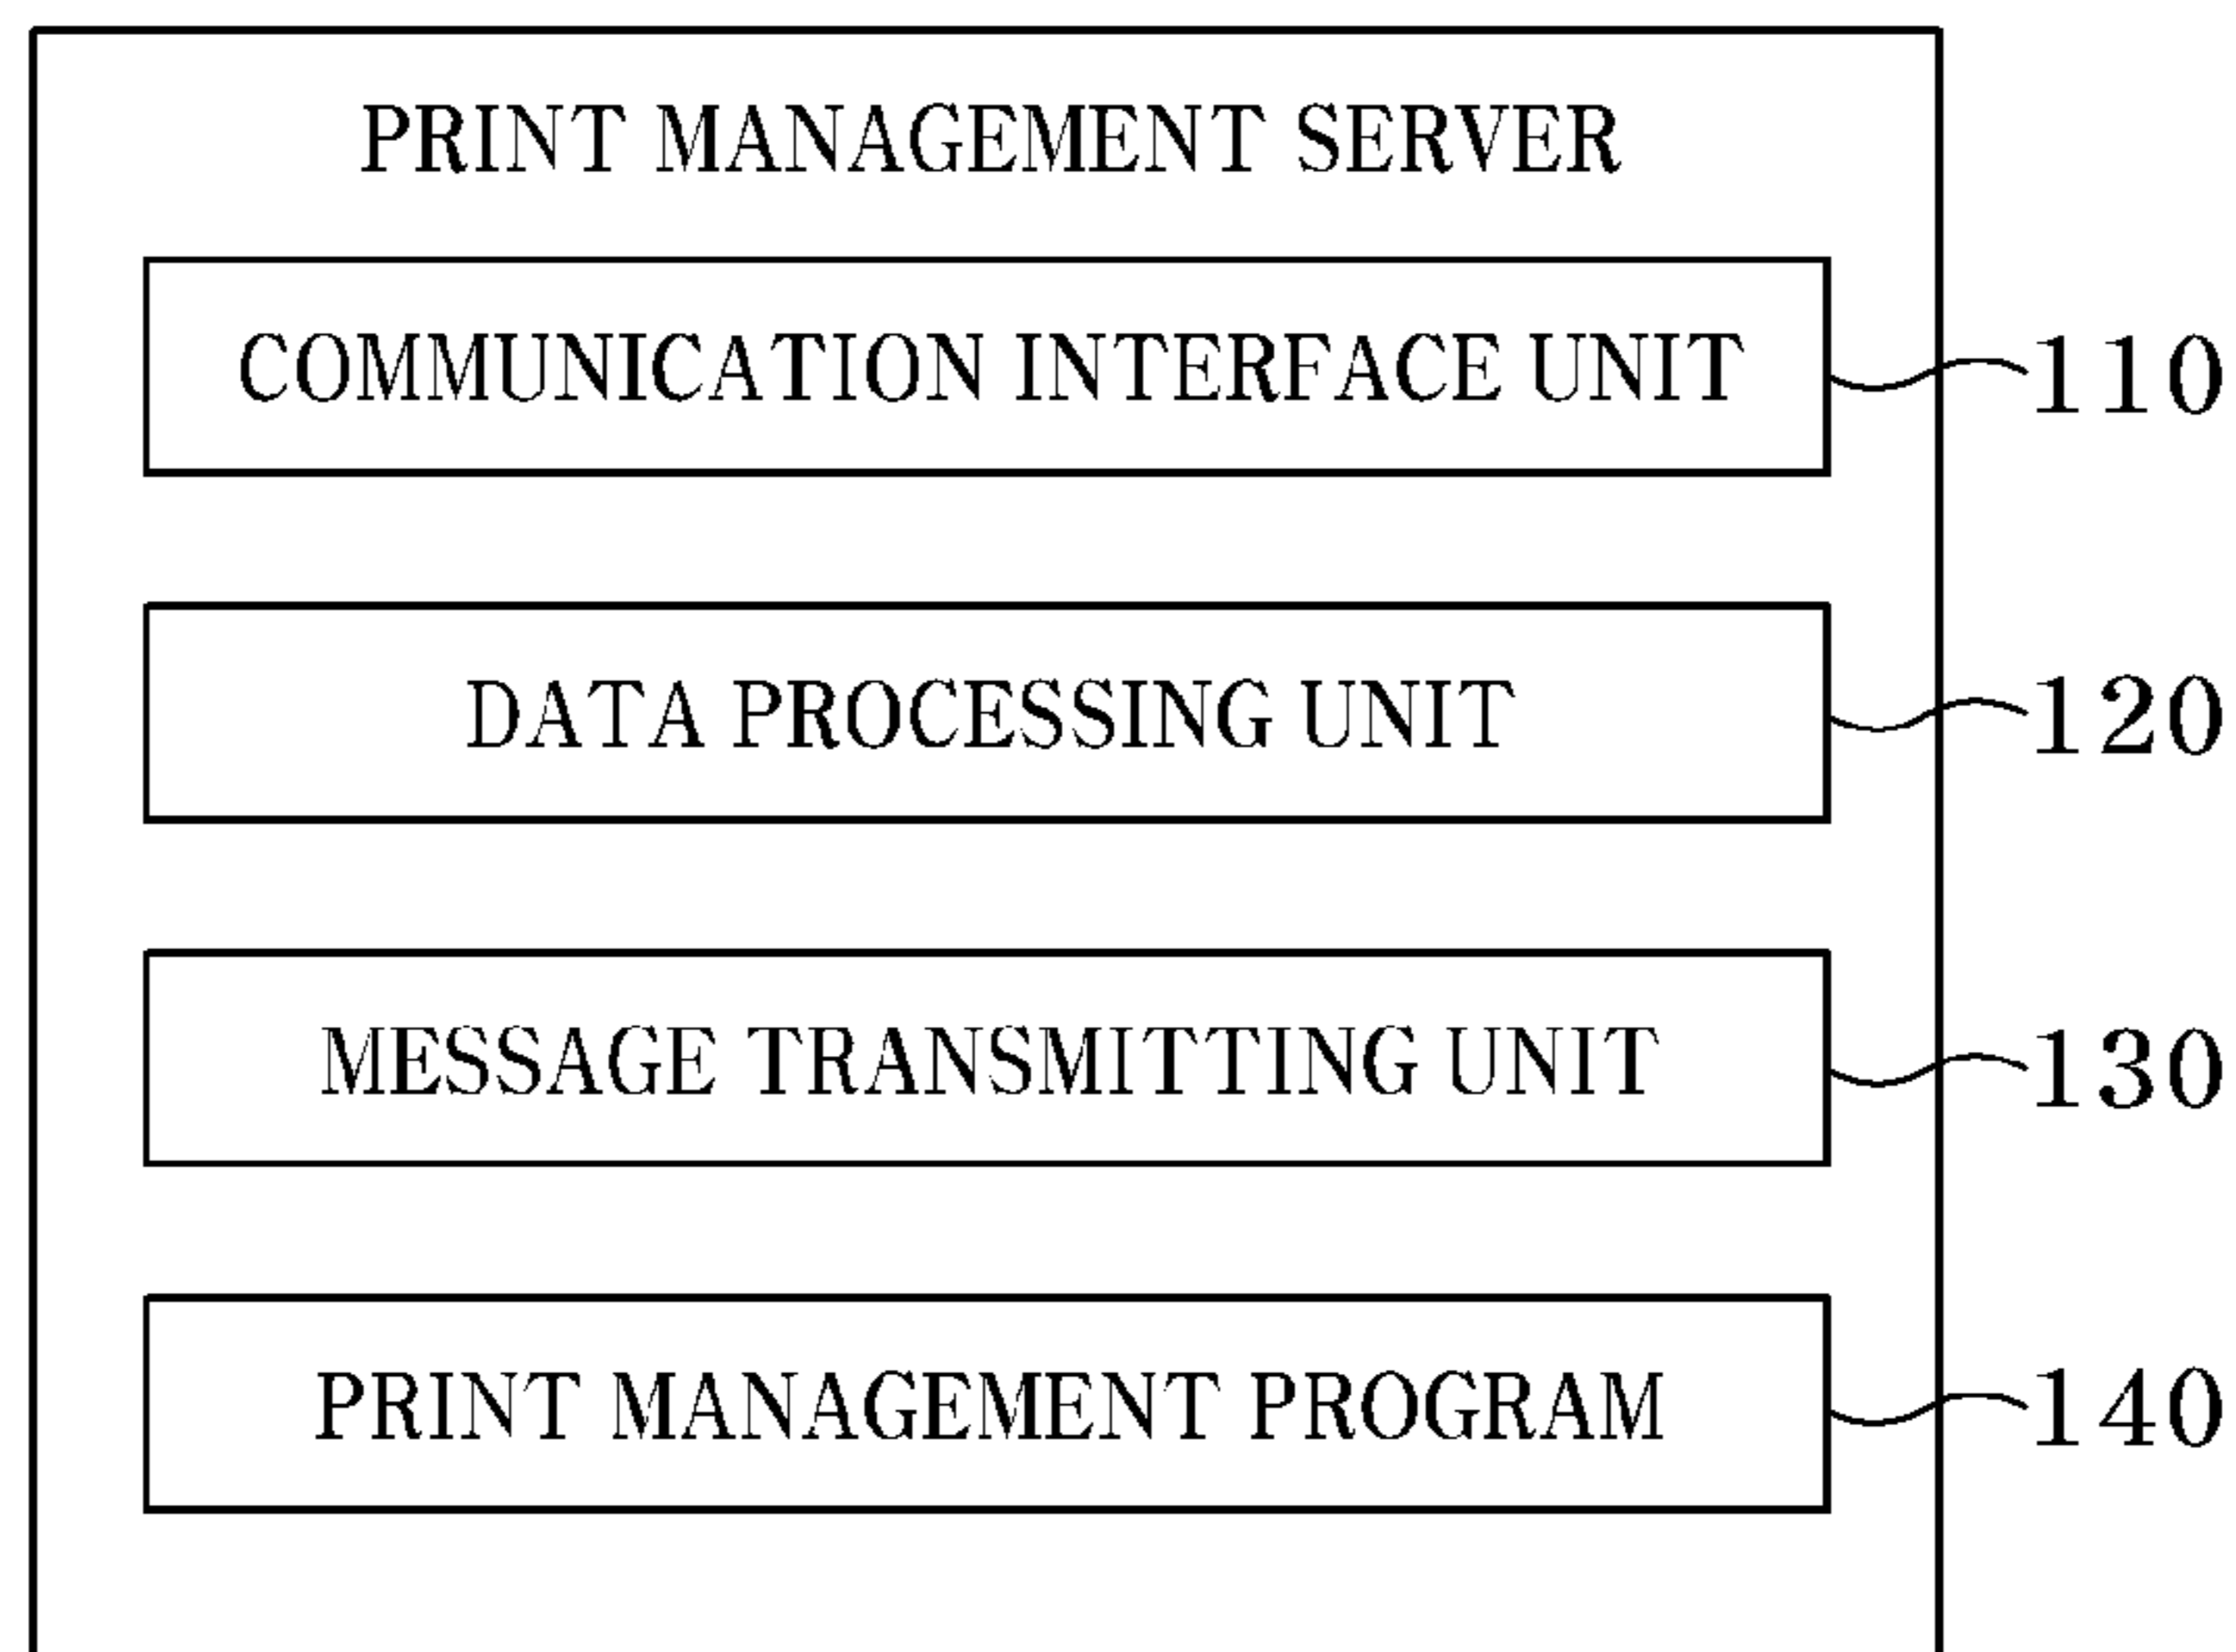 PRINT MANAGEMENT SERVER
COMMUNICATION INTERFACE UNIT 110
DATA PROCESSING UNIT 120
MESSAGE TRANSMITTING UNIT 130
PRINT MANAGEMENT PROGRAM 140